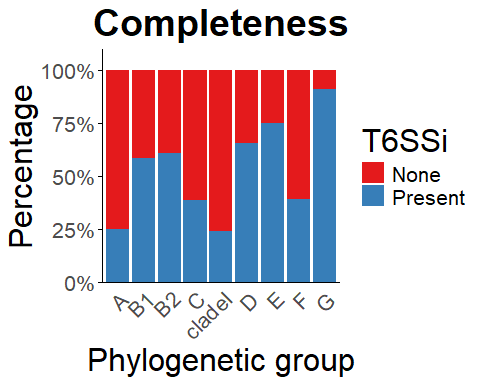 Completeness
Percentage
100%
75%
50%
25%
0%
A
B1
B2
C
cladeI
D
E
F
G
Phylogenetic group
T6SSi
None
Present